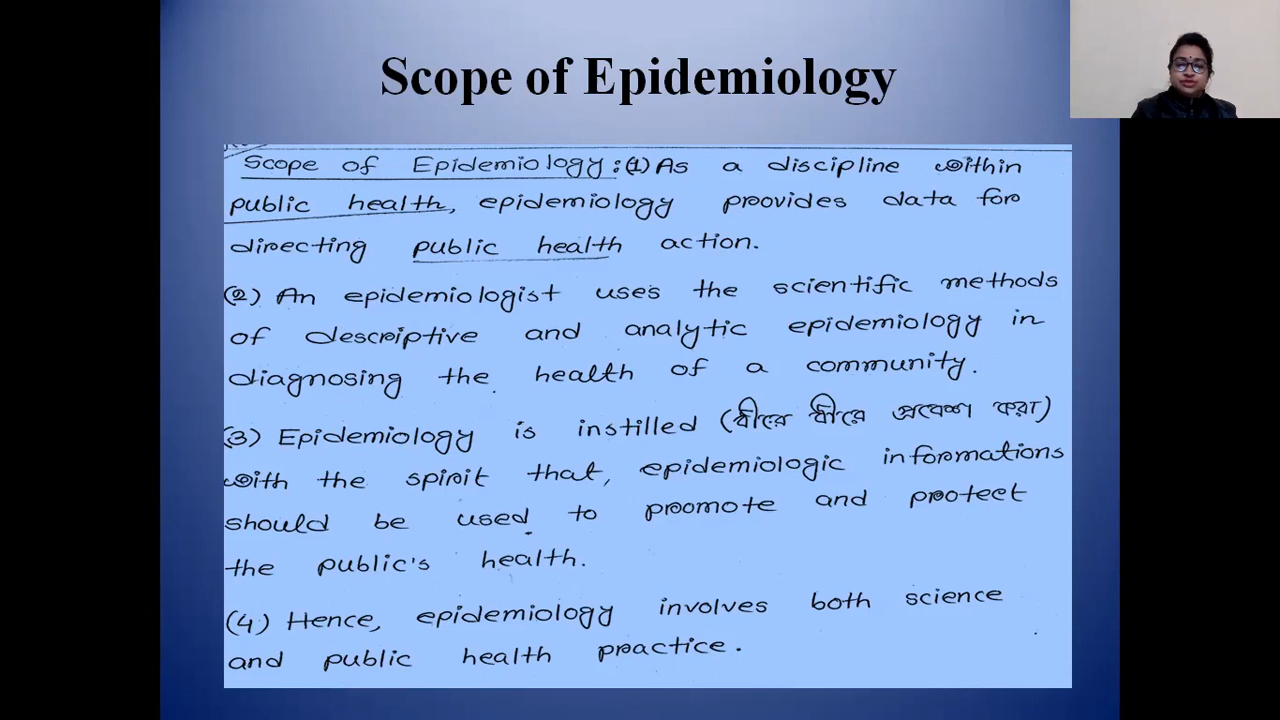 Scope of Epidemiology
Scope of Epidemiology : (1) As a discipline within
public health, epidemiology provides data for
directing public health action.
(2) An epidemiologist uses the scientific methods
of descriptive and analytic epidemiology in
diagnosing the health of a community.
(3) Epidemiology is instilled (ধীরে ধীরে প্রবেশ করা)
with the spirit that, epidemiologic informations
should be used to promote and protect
the public's health.
(4) Hence, epidemiology involves both science
and public health practice.